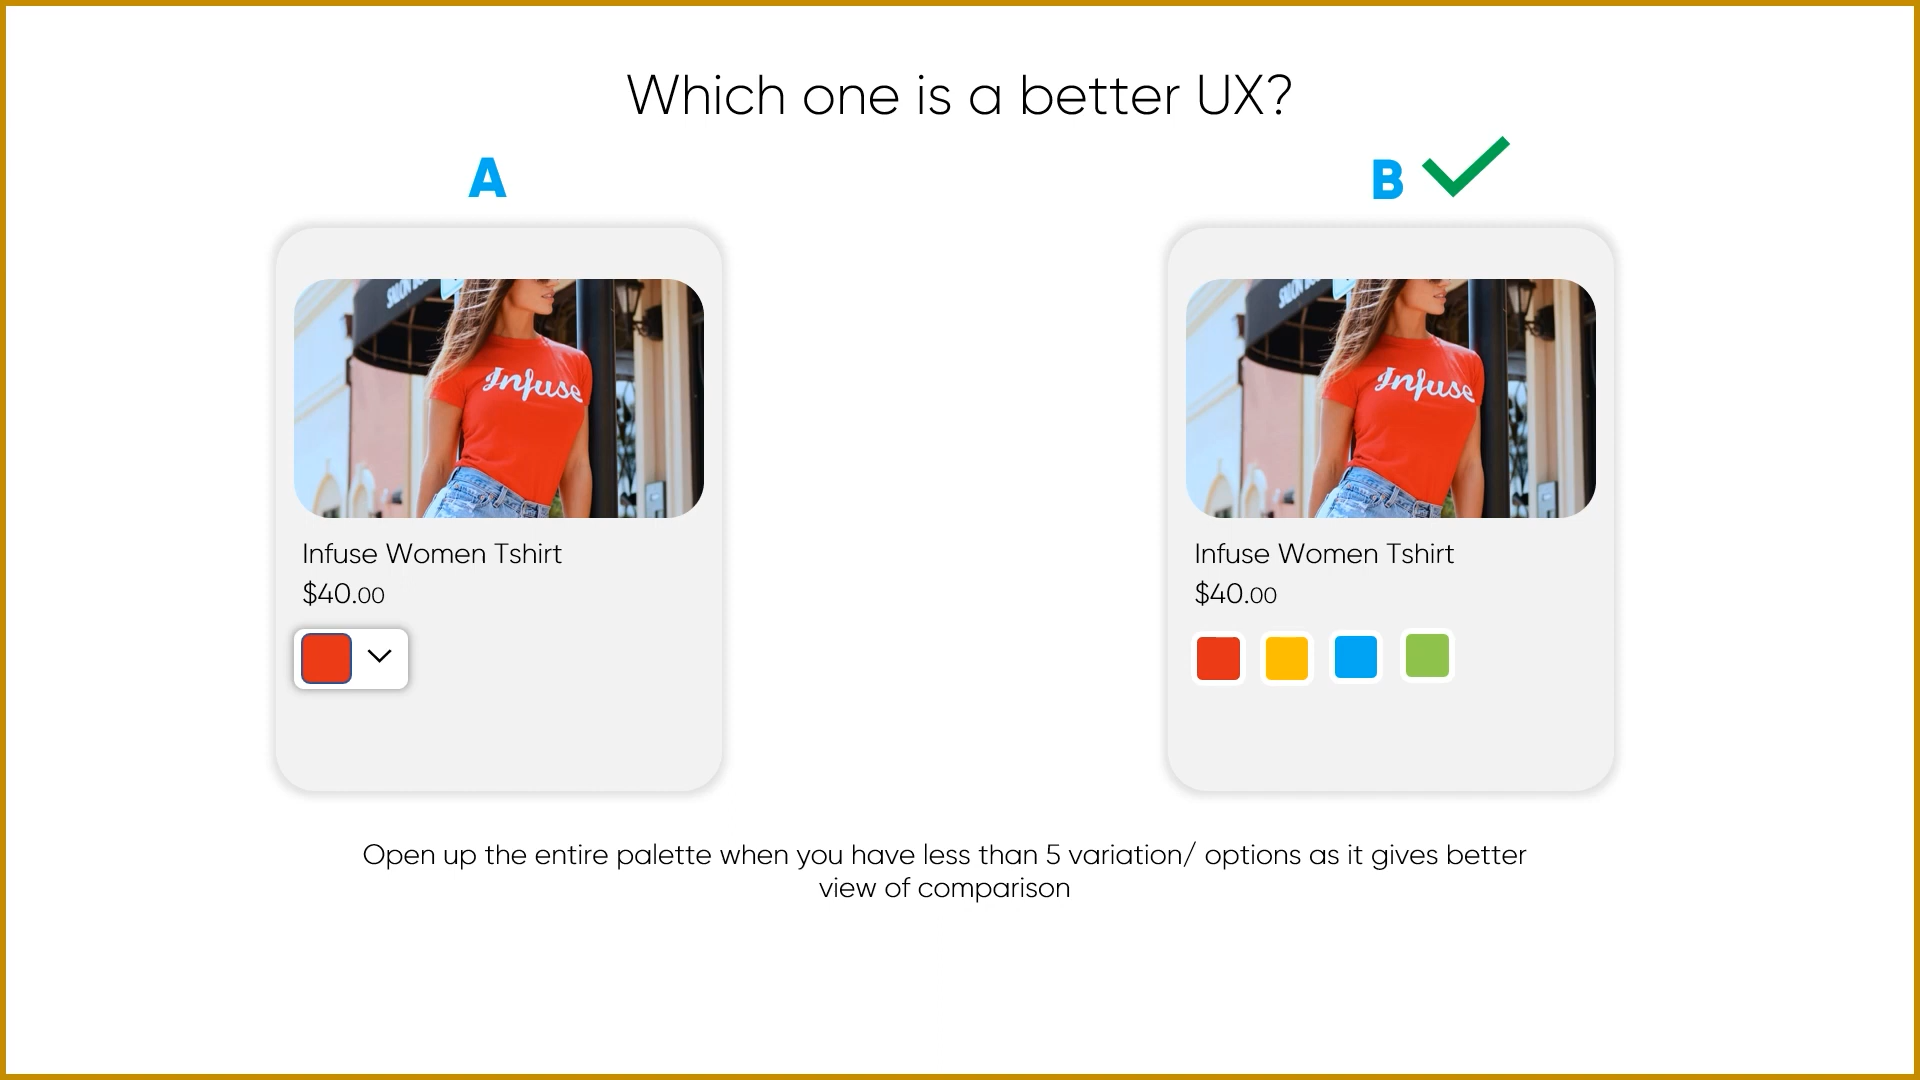 Which one is a better UX?
A
B
Infuse
Infuse
Infuse Women Tshirt
$40.00
Infuse Women Tshirt
$40.00
Open up the entire palette when you have less than 5 variation/ options as it gives better
view of comparison